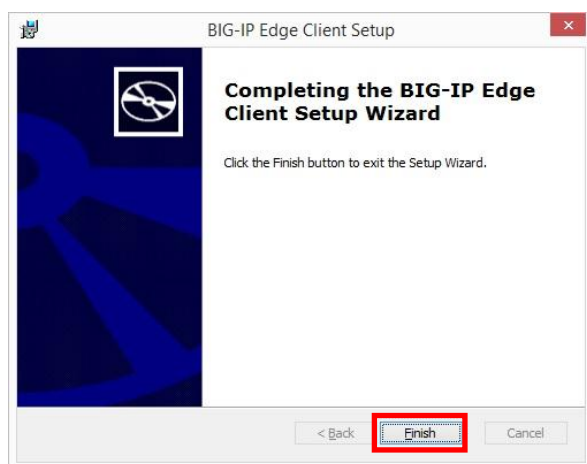 BIG-IP Edge Client Setup
Completing the BIG-IP Edge
Client Setup Wizard
Click the Finish button to exit the Setup Wizard.
< Back Finish Cancel